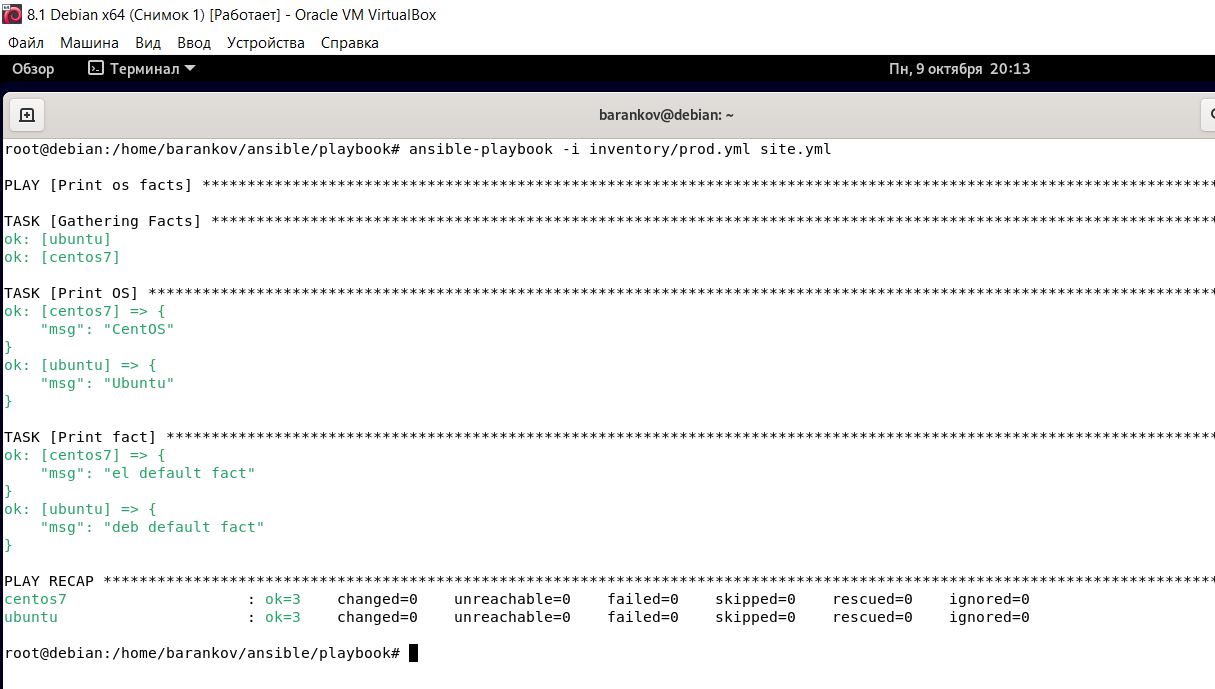 8.1 Debian x64 (Снимок 1) [Работает] - Oracle VM VirtualBox
Файл Машина Вид Ввод Устройства Справка
Обзор Терминал Пн, 9 октября 20:13
barankov@debian: ~
root@debian:/home/barankov/ansible/playbook# ansible-playbook -i inventory/prod.yml site.yml
PLAY [Print os facts] ****************************************************************************************************************
TASK [Gathering Facts] ***************************************************************************************************************
ok: [ubuntu]
ok: [centos7]
TASK [Print OS] **********************************************************************************************************************
ok: [centos7] => {
    "msg": "CentOS"
}
ok: [ubuntu] => {
    "msg": "Ubuntu"
}
TASK [Print fact] ********************************************************************************************************************
ok: [centos7] => {
    "msg": "el default fact"
}
ok: [ubuntu] => {
    "msg": "deb default fact"
}
PLAY RECAP ***************************************************************************************************************************
centos7                    : ok=3    changed=0    unreachable=0    failed=0    skipped=0    rescued=0    ignored=0
ubuntu                     : ok=3    changed=0    unreachable=0    failed=0    skipped=0    rescued=0    ignored=0
root@debian:/home/barankov/ansible/playbook#